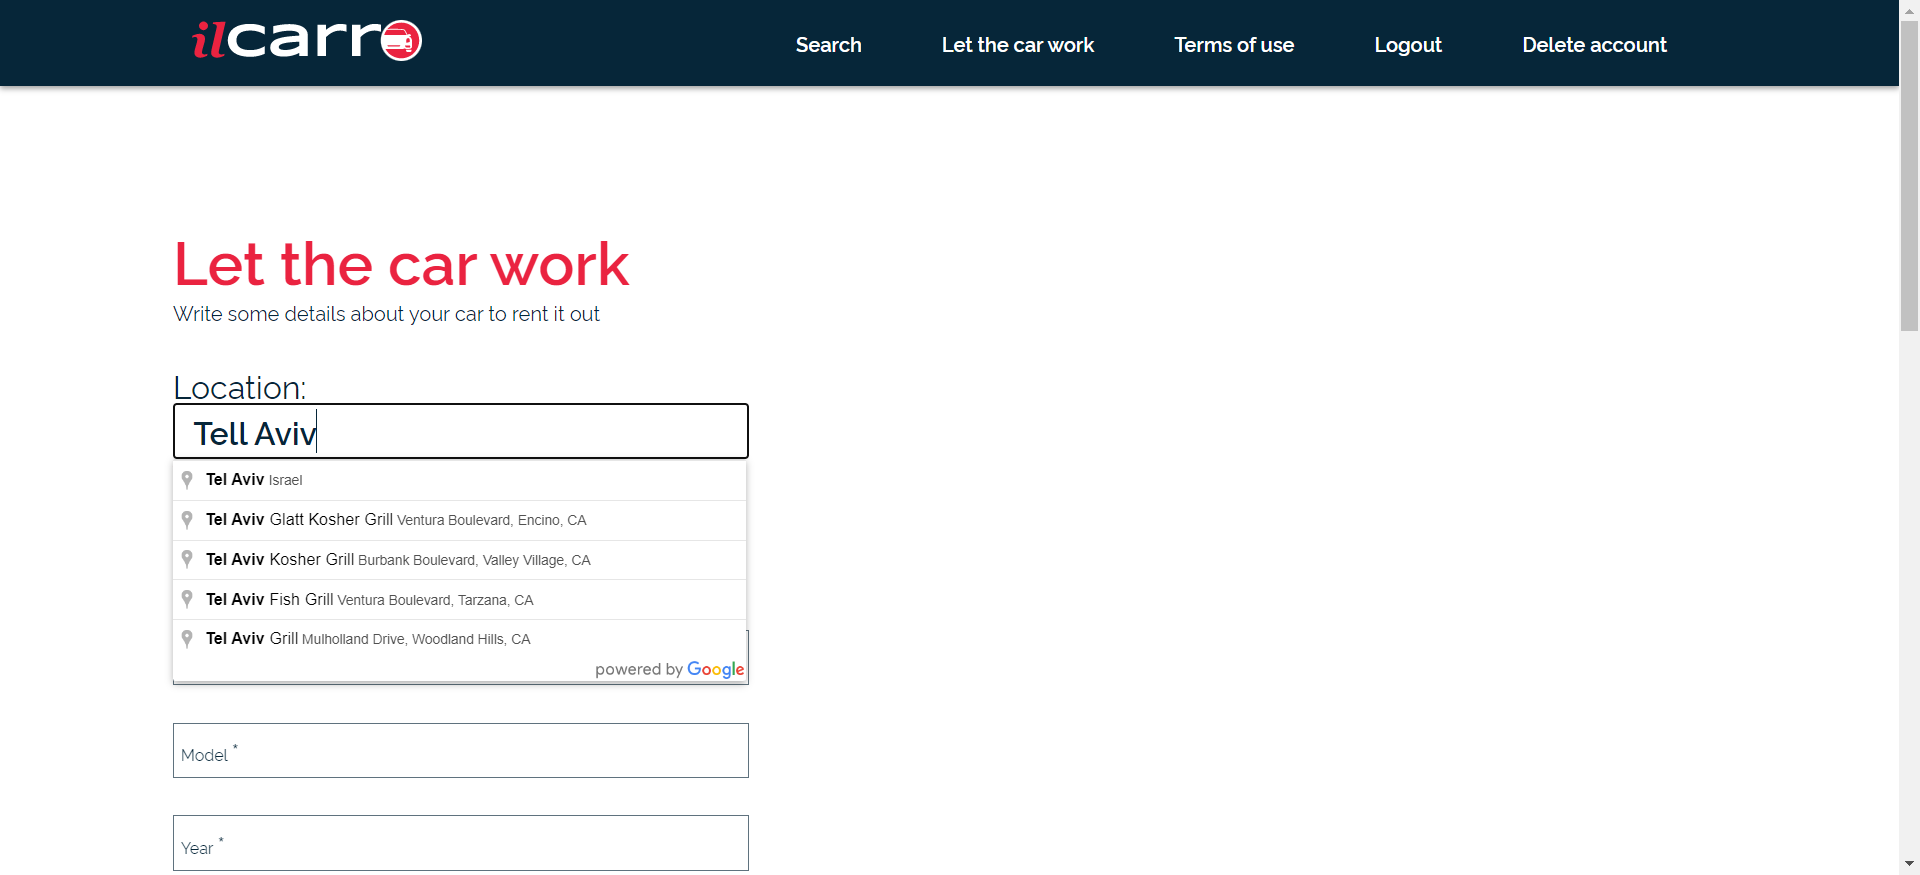 ilcarro
Search Let the car work Terms of use Logout Delete account
Let the car work
Write some details about your car to rent it out
Location:
Tell Aviv
Tel Aviv Israel
Tel Aviv Glatt Kosher Grill Ventura Boulevard, Encino, CA
Tel Aviv Kosher Grill Burbank Boulevard, Valley Village, CA
Tel Aviv Fish Grill Ventura Boulevard, Tarzana, CA
Tel Aviv Grill Mulholland Drive, Woodland Hills, CA
powered by Google
Model *
Year *